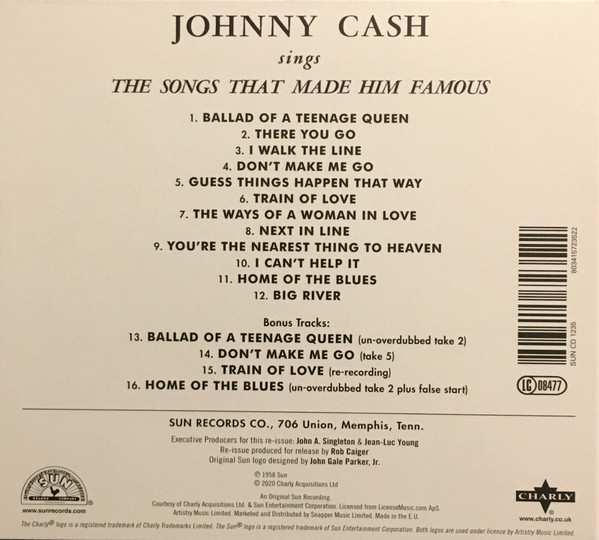 JOHNNY CASH
sings
THE SONGS THAT MADE HIM FAMOUS
1. BALLAD OF A TEENAGE QUEEN
2. THERE YOU GO
3. I WALK THE LINE
4. DON'T MAKE ME GO
5. GUESS THINGS HAPPEN THAT WAY
6. TRAIN OF LOVE
7. THE WAYS OF A WOMAN IN LOVE
8. NEXT IN LINE
9. YOU'RE THE NEAREST THING TO HEAVEN
10. I CAN'T HELP IT
11. HOME OF THE BLUES
12. BIG RIVER
Bonus Tracks:
13. BALLAD OF A TEENAGE QUEEN (un-overdubbed take 2)
14. DON'T MAKE ME GO (take 5)
15. TRAIN OF LOVE (re-recording)
16. HOME OF THE BLUES (un-overdubbed take 2 plus false start)
803415723522
SUN CD 1235
LC 08477
SUN RECORDS CO., 706 Union, Memphis, Tenn.
Executive Producers for this re-issue: John A. Singleton & Jean-Luc Young
Re-issue produced for release by Rob Caiger
Original Sun logo designed by John Gale Parker, Jr.
℗ 1958 Sun
© 2020 Charly Acquisitions Ltd
An Original Sun Recording.
Courtesy of Charly Acquisitions Ltd. & Sun Entertainment Corporation. Licensed from LicenseMusic.com ApS.
Artistry Music Limited. Marketed and Distributed by Snapper Music Limited. Made in the E.U.
SUN
RECORD COMPANY
www.sunrecords.com
CHARLY
www.charly.co.uk
The Charly® logo is a registered trademark of Charly Trademarks Limited. The Sun® logo is a registered trademark of Sun Entertainment Corporation. Both logos are used under licence by Artistry Music Limited.